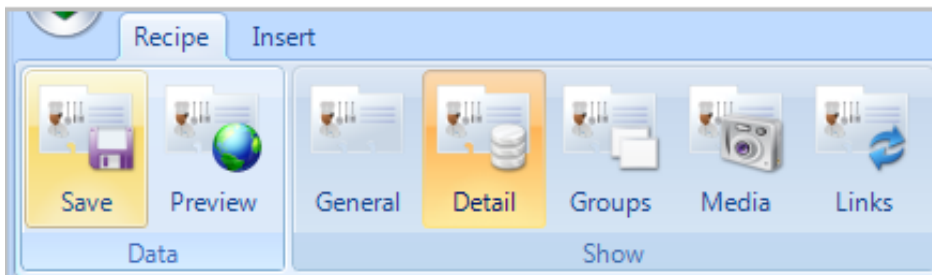 Recipe Insert
Save Preview General Detail Groups Media Links
Data Show